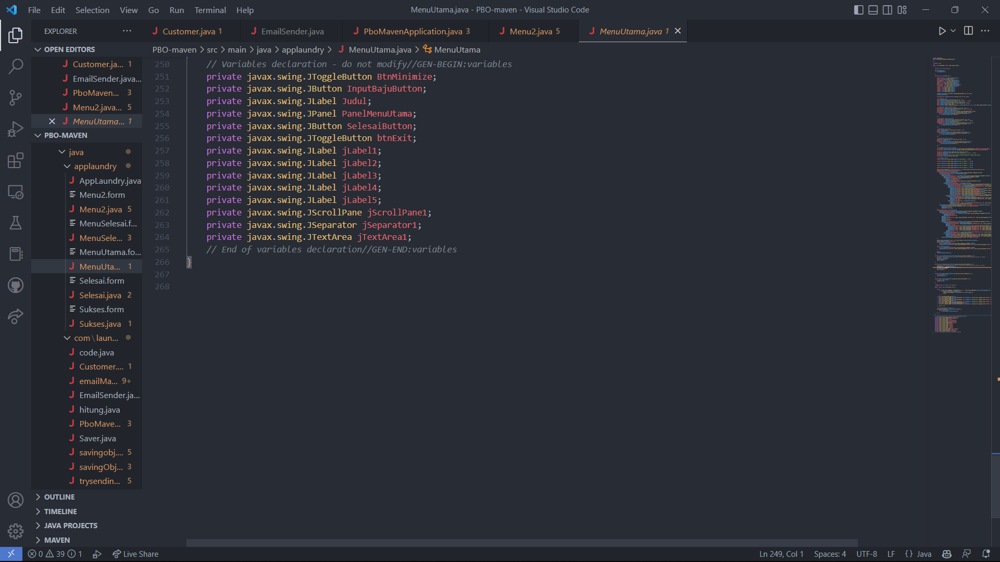 File Edit Selection View Go Run Terminal Help
MenuUtama.java - PBO-maven - Visual Studio Code
EXPLORER
Customer.java 1
EmailSender.java
PboMavenApplication.java 3
Menu2.java 5
MenuUtama.java 1
OPEN EDITORS
Customer.ja... 1
EmailSender.java...
PboMaven... 3
Menu2.java... 5
MenuUtama... 1
PBO-MAVEN
java
applaundry
AppLaundry.java
Menu2.form
Menu2.java 5
MenuSelesai.f...
MenuSele... 3
MenuUtama.fo...
MenuUta... 1
Selesai.form
Selesai.java 2
Sukses.form
Sukses.java 1
com\laun...
code.java
Customer.... 1
emailMa... 9+
EmailSender.ja...
hitung.java
PboMave... 3
Saver.java
savingobj.... 5
savingObj... 3
trysendin... 5
OUTLINE
TIMELINE
JAVA PROJECTS
MAVEN
PBO-maven > src > main > java > applaundry > MenuUtama.java > MenuUtama
250 // Variables declaration - do not modify//GEN-BEGIN:variables
251 private javax.swing.JToggleButton BtnMinimize;
252 private javax.swing.JButton InputBajuButton;
253 private javax.swing.JLabel Judul;
254 private javax.swing.JPanel PanelMenuUtama;
255 private javax.swing.JButton SelesaiButton;
256 private javax.swing.JToggleButton btnExit;
257 private javax.swing.JLabel jLabel1;
258 private javax.swing.JLabel jLabel2;
259 private javax.swing.JLabel jLabel3;
260 private javax.swing.JLabel jLabel4;
261 private javax.swing.JLabel jLabel5;
262 private javax.swing.JScrollPane jScrollPane1;
263 private javax.swing.JSeparator jSeparator1;
264 private javax.swing.JTextArea jTextArea1;
265 // End of variables declaration//GEN-END:variables
266 }
267
268
0 39 1 Live Share
Ln 249, Col 1 Spaces: 4 UTF-8 LF {} Java